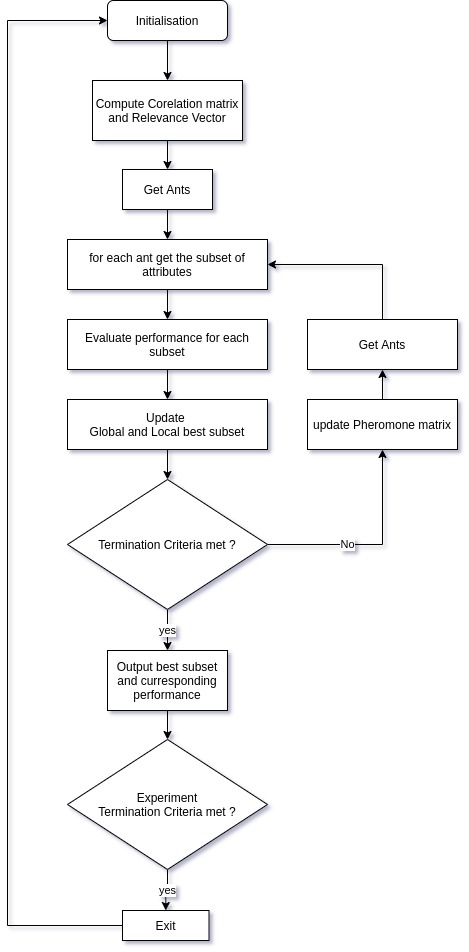 Initialisation
Compute Corelation matrix
and Relevance Vector
Get Ants
for each ant get the subset of
attributes
Evaluate performance for each
subset
Get Ants
Update
Global and Local best subset
update Pheromone matrix
Termination Criteria met ?
No
yes
Output best subset
and curresponding
performance
Experiment
Termination Criteria met ?
yes
Exit